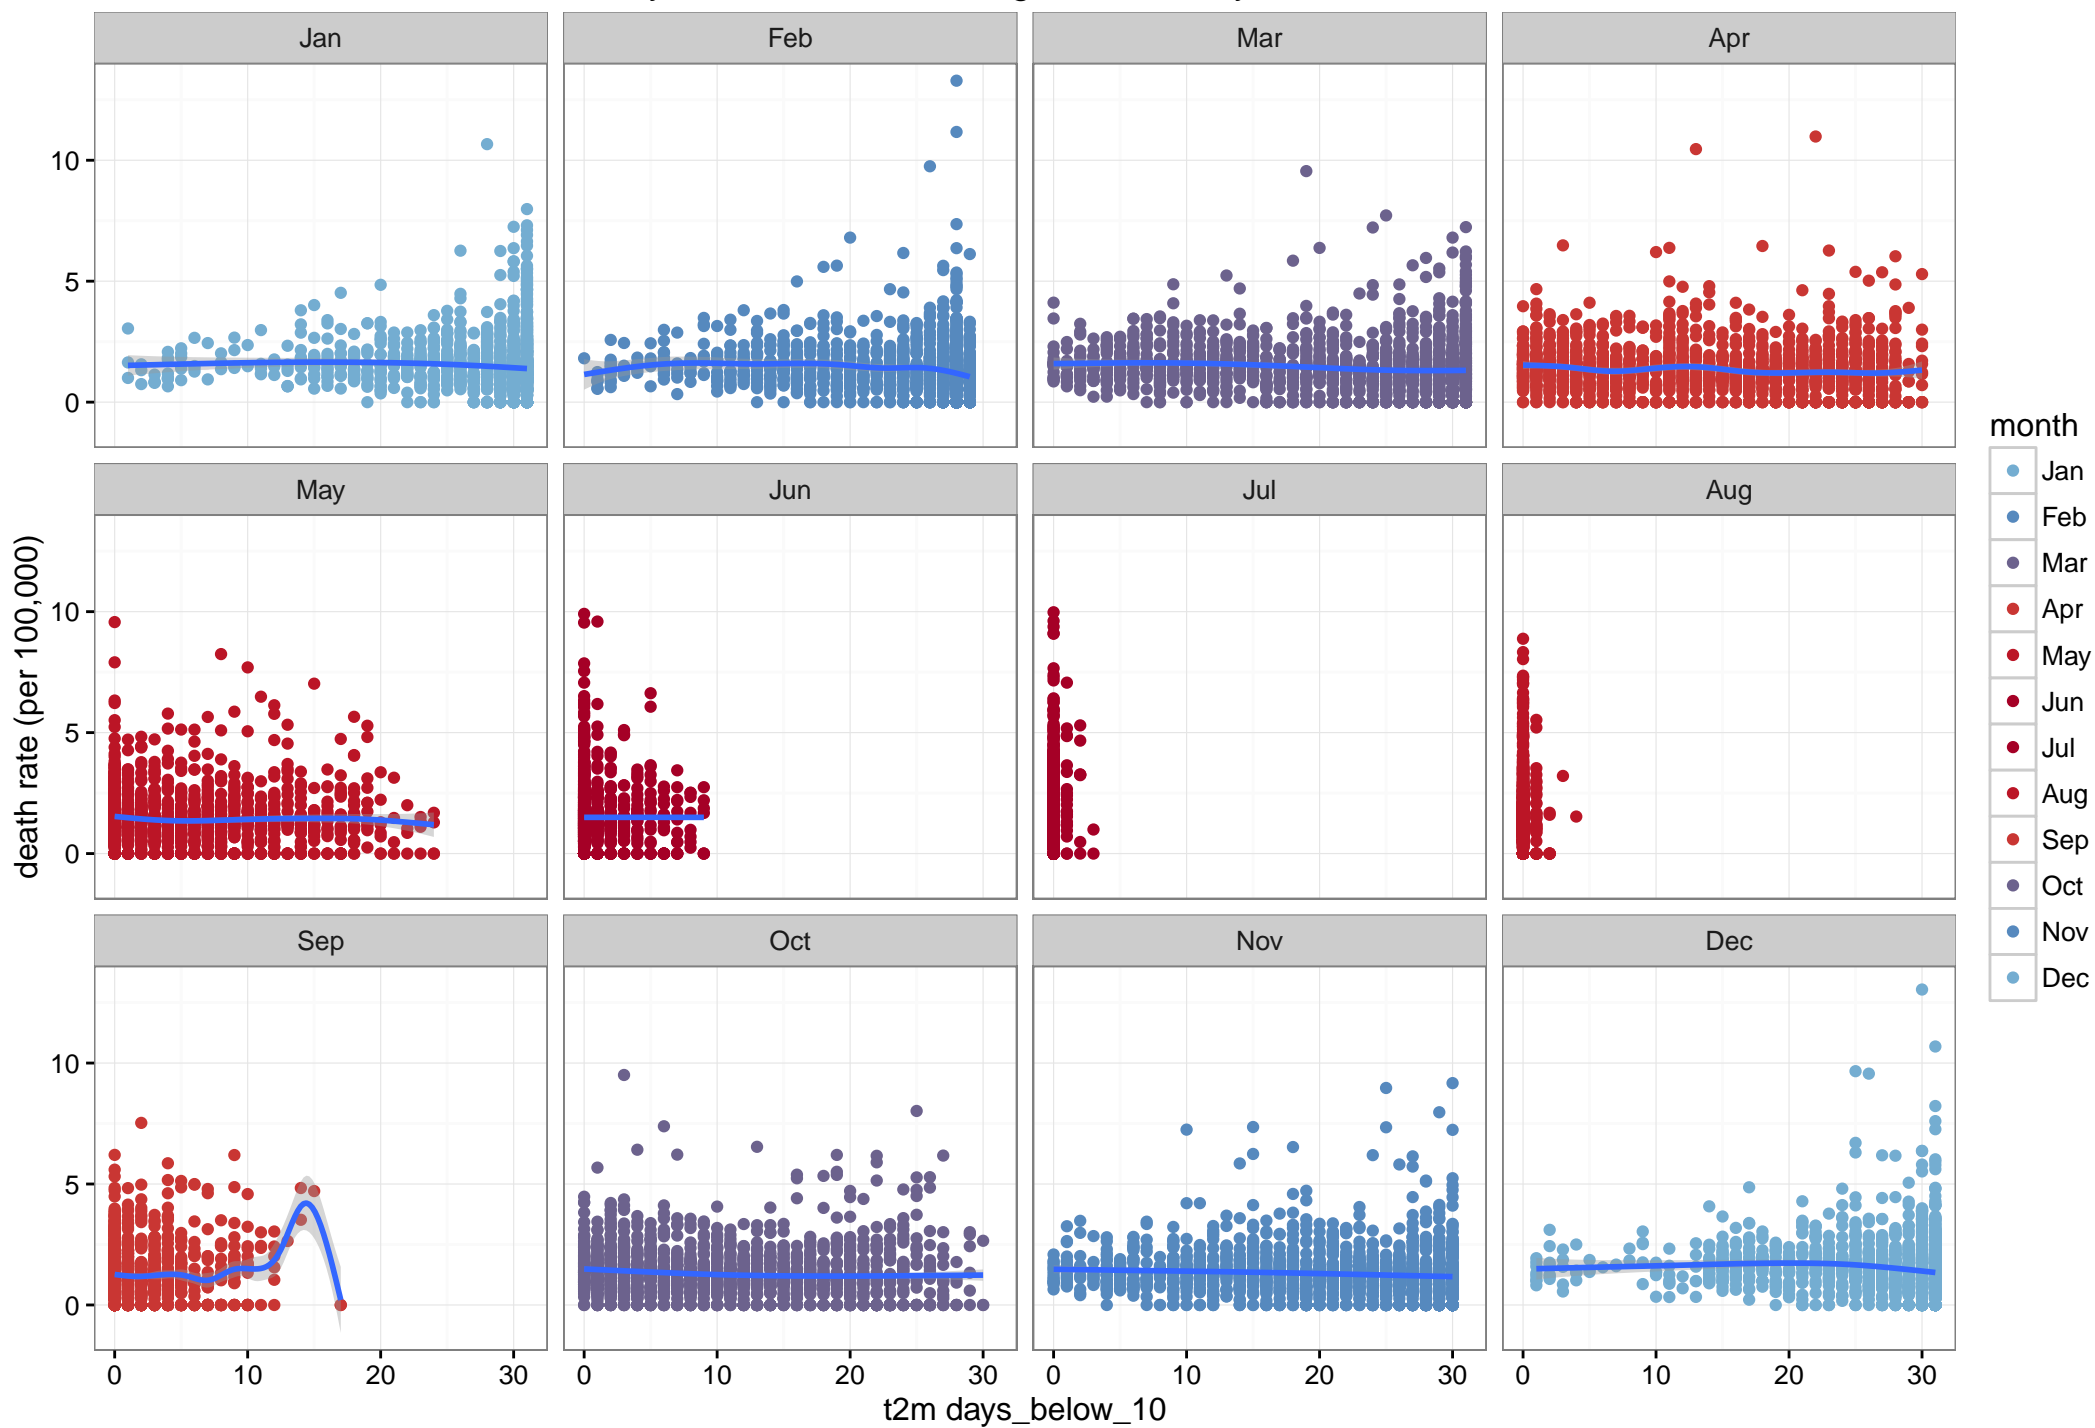 Jan Feb Mar Apr
10
5
0
May Jun Jul Aug
10
5
0
Sep Oct Nov Dec
10
5
0
0 10 20 30 0 10 20 30 0 10 20 30 0 10 20 30
t2m days_below_10
death rate (per 100,000)
month
Jan
Feb
Mar
Apr
May
Jun
Jul
Aug
Sep
Oct
Nov
Dec